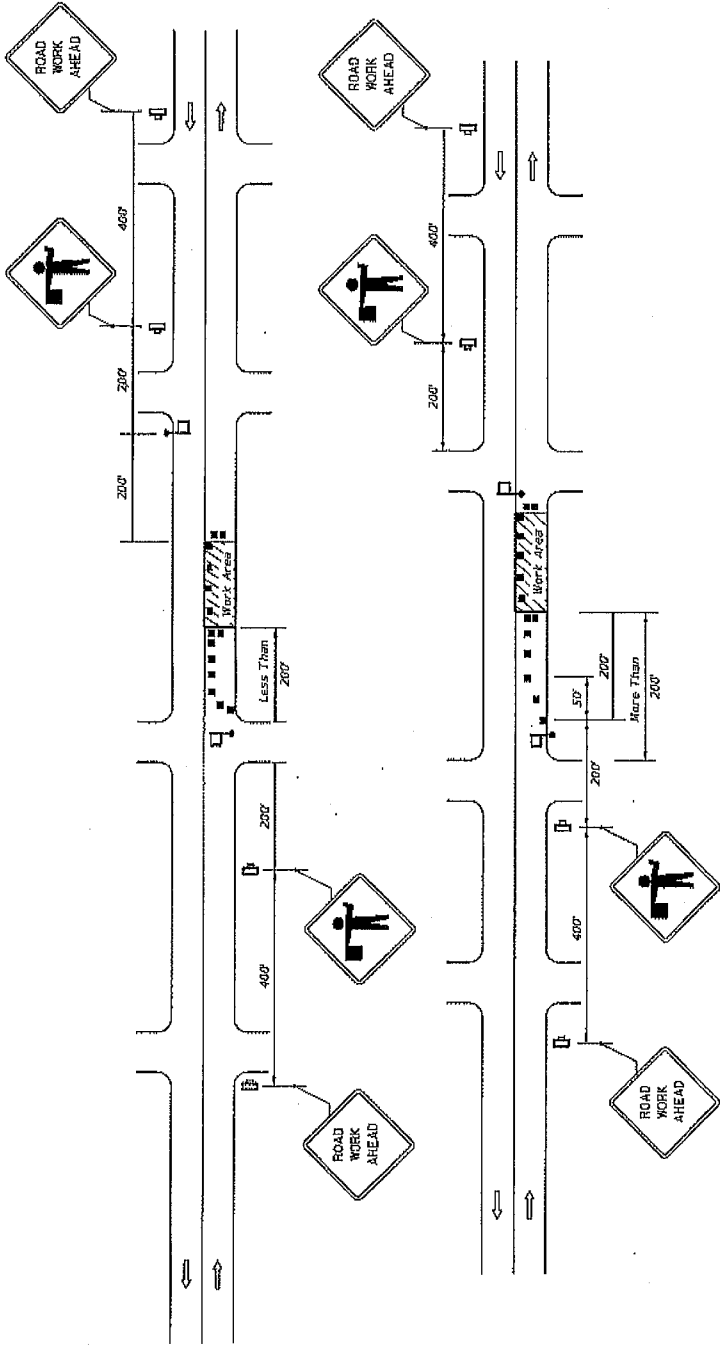 ROAD
WORK
AHEAD
400'
200'
200'
Work Area
Less Than
200'
200'
400'
ROAD
WORK
AHEAD
ROAD
WORK
AHEAD
400'
200'
Work Area
200'
50'
More Than
200'
200'
400'
ROAD
WORK
AHEAD